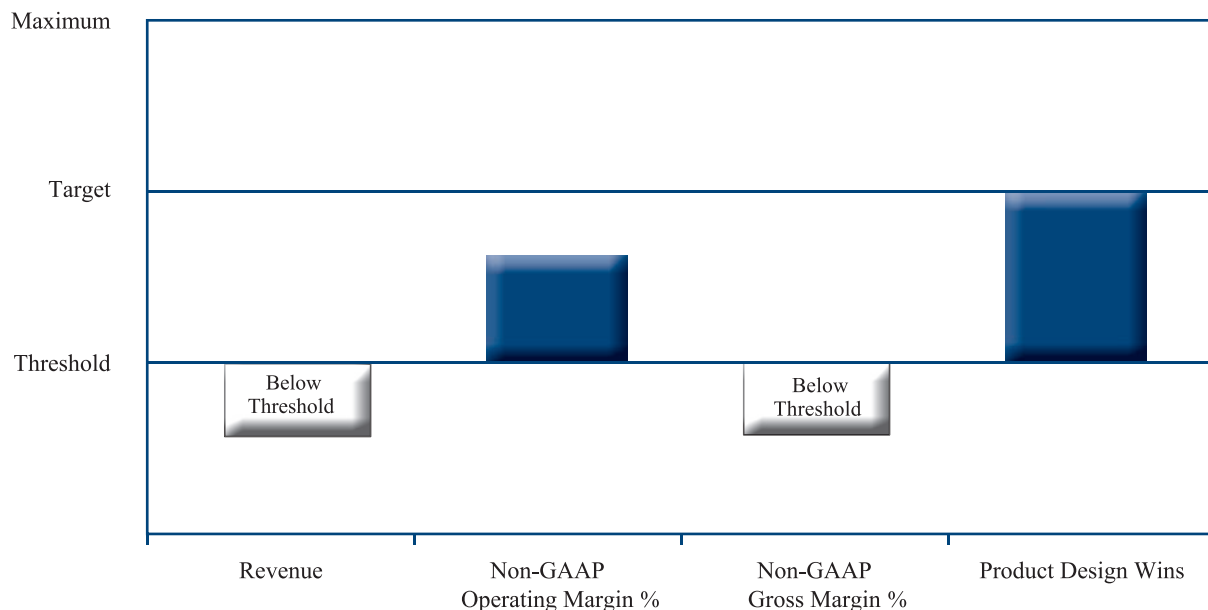 Maximum
Target
Threshold
Below
Threshold
Below
Threshold
Revenue
Non-GAAP
Operating Margin %
Non-GAAP
Gross Margin %
Product Design Wins